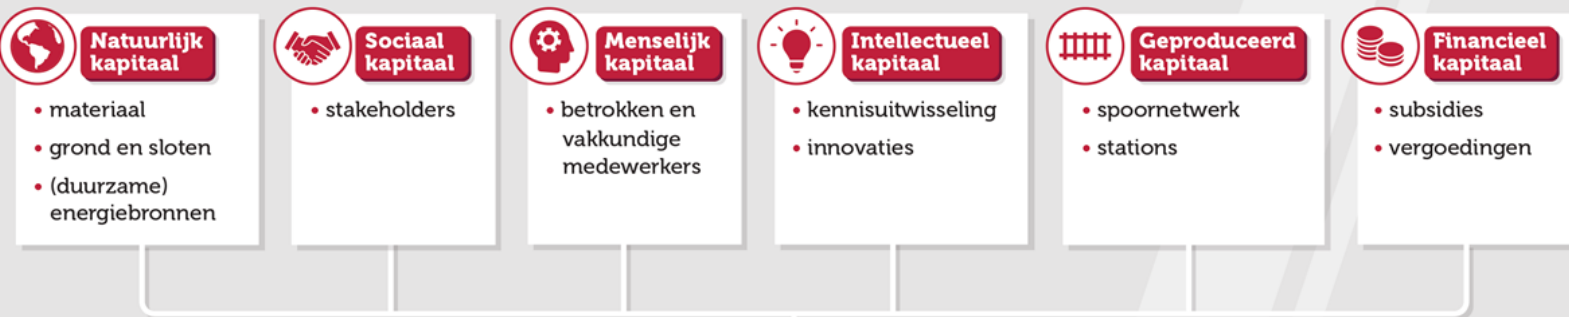 Natuurlijk
kapitaal
• materiaal
• grond en sloten
• (duurzame)
energiebronnen
Sociaal
kapitaal
• stakeholders
Menselijk
kapitaal
• betrokken en
vakkundige
medewerkers
Intellectueel
kapitaal
• kennisuitwisseling
• innovaties
Geproduceerd
kapitaal
• spoornetwerk
• stations
Financieel
kapitaal
• subsidies
• vergoedingen